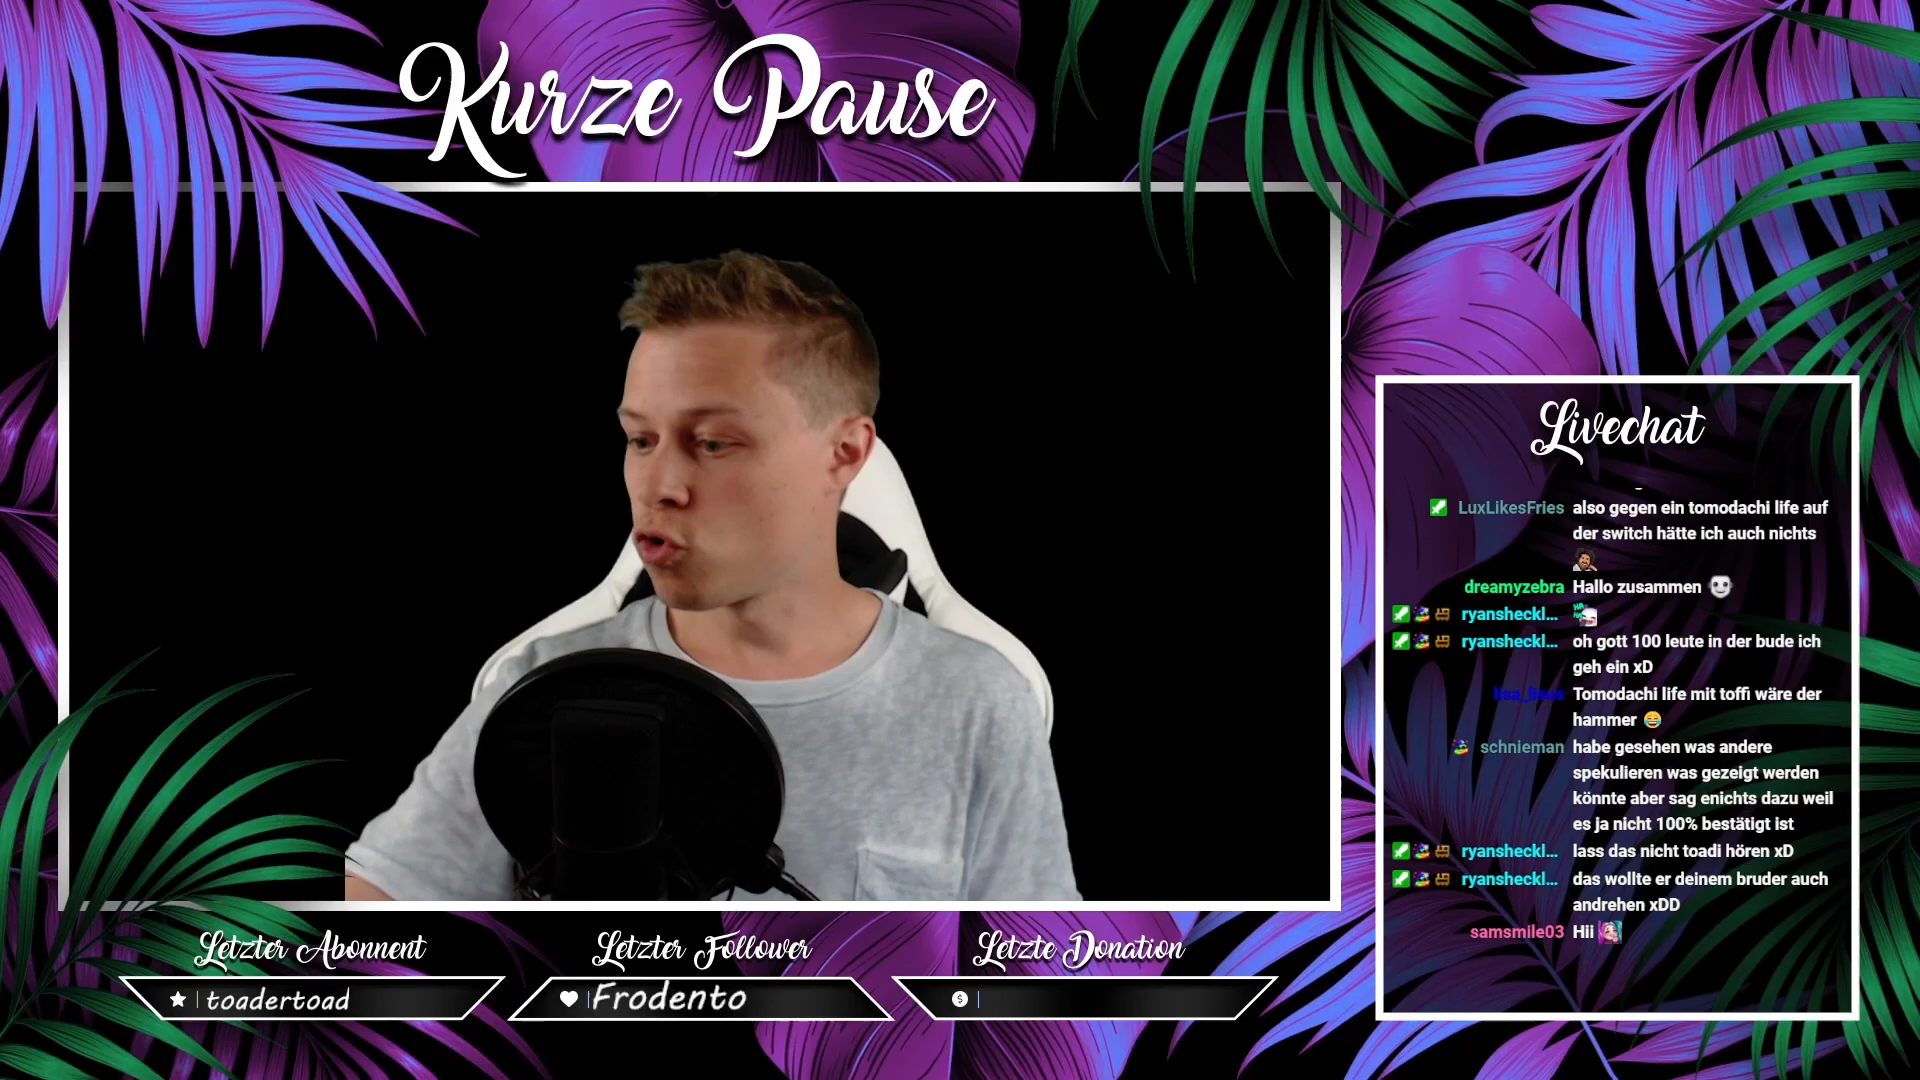 Kurze Pause
Livechat
LuxLikesFries also gegen ein tomodachi life auf
der switch hätte ich auch nichts
dreamyzebra Hallo zusammen
ryansheckl...
ryansheckl... oh gott 100 leute in der bude ich
geh ein xD
Tomodachi life mit toffi wäre der
hammer
schnieman habe gesehen was andere
spekulieren was gezeigt werden
könnte aber sag enichts dazu weil
es ja nicht 100% bestätigt ist
ryansheckl... lass das nicht toadi hören xD
ryansheckl... das wollte er deinem bruder auch
andrehen xDD
samsmile03 Hii
Letzter Abonnent
toadertoad
Letzter Follower
Frodento
Letzte Donation